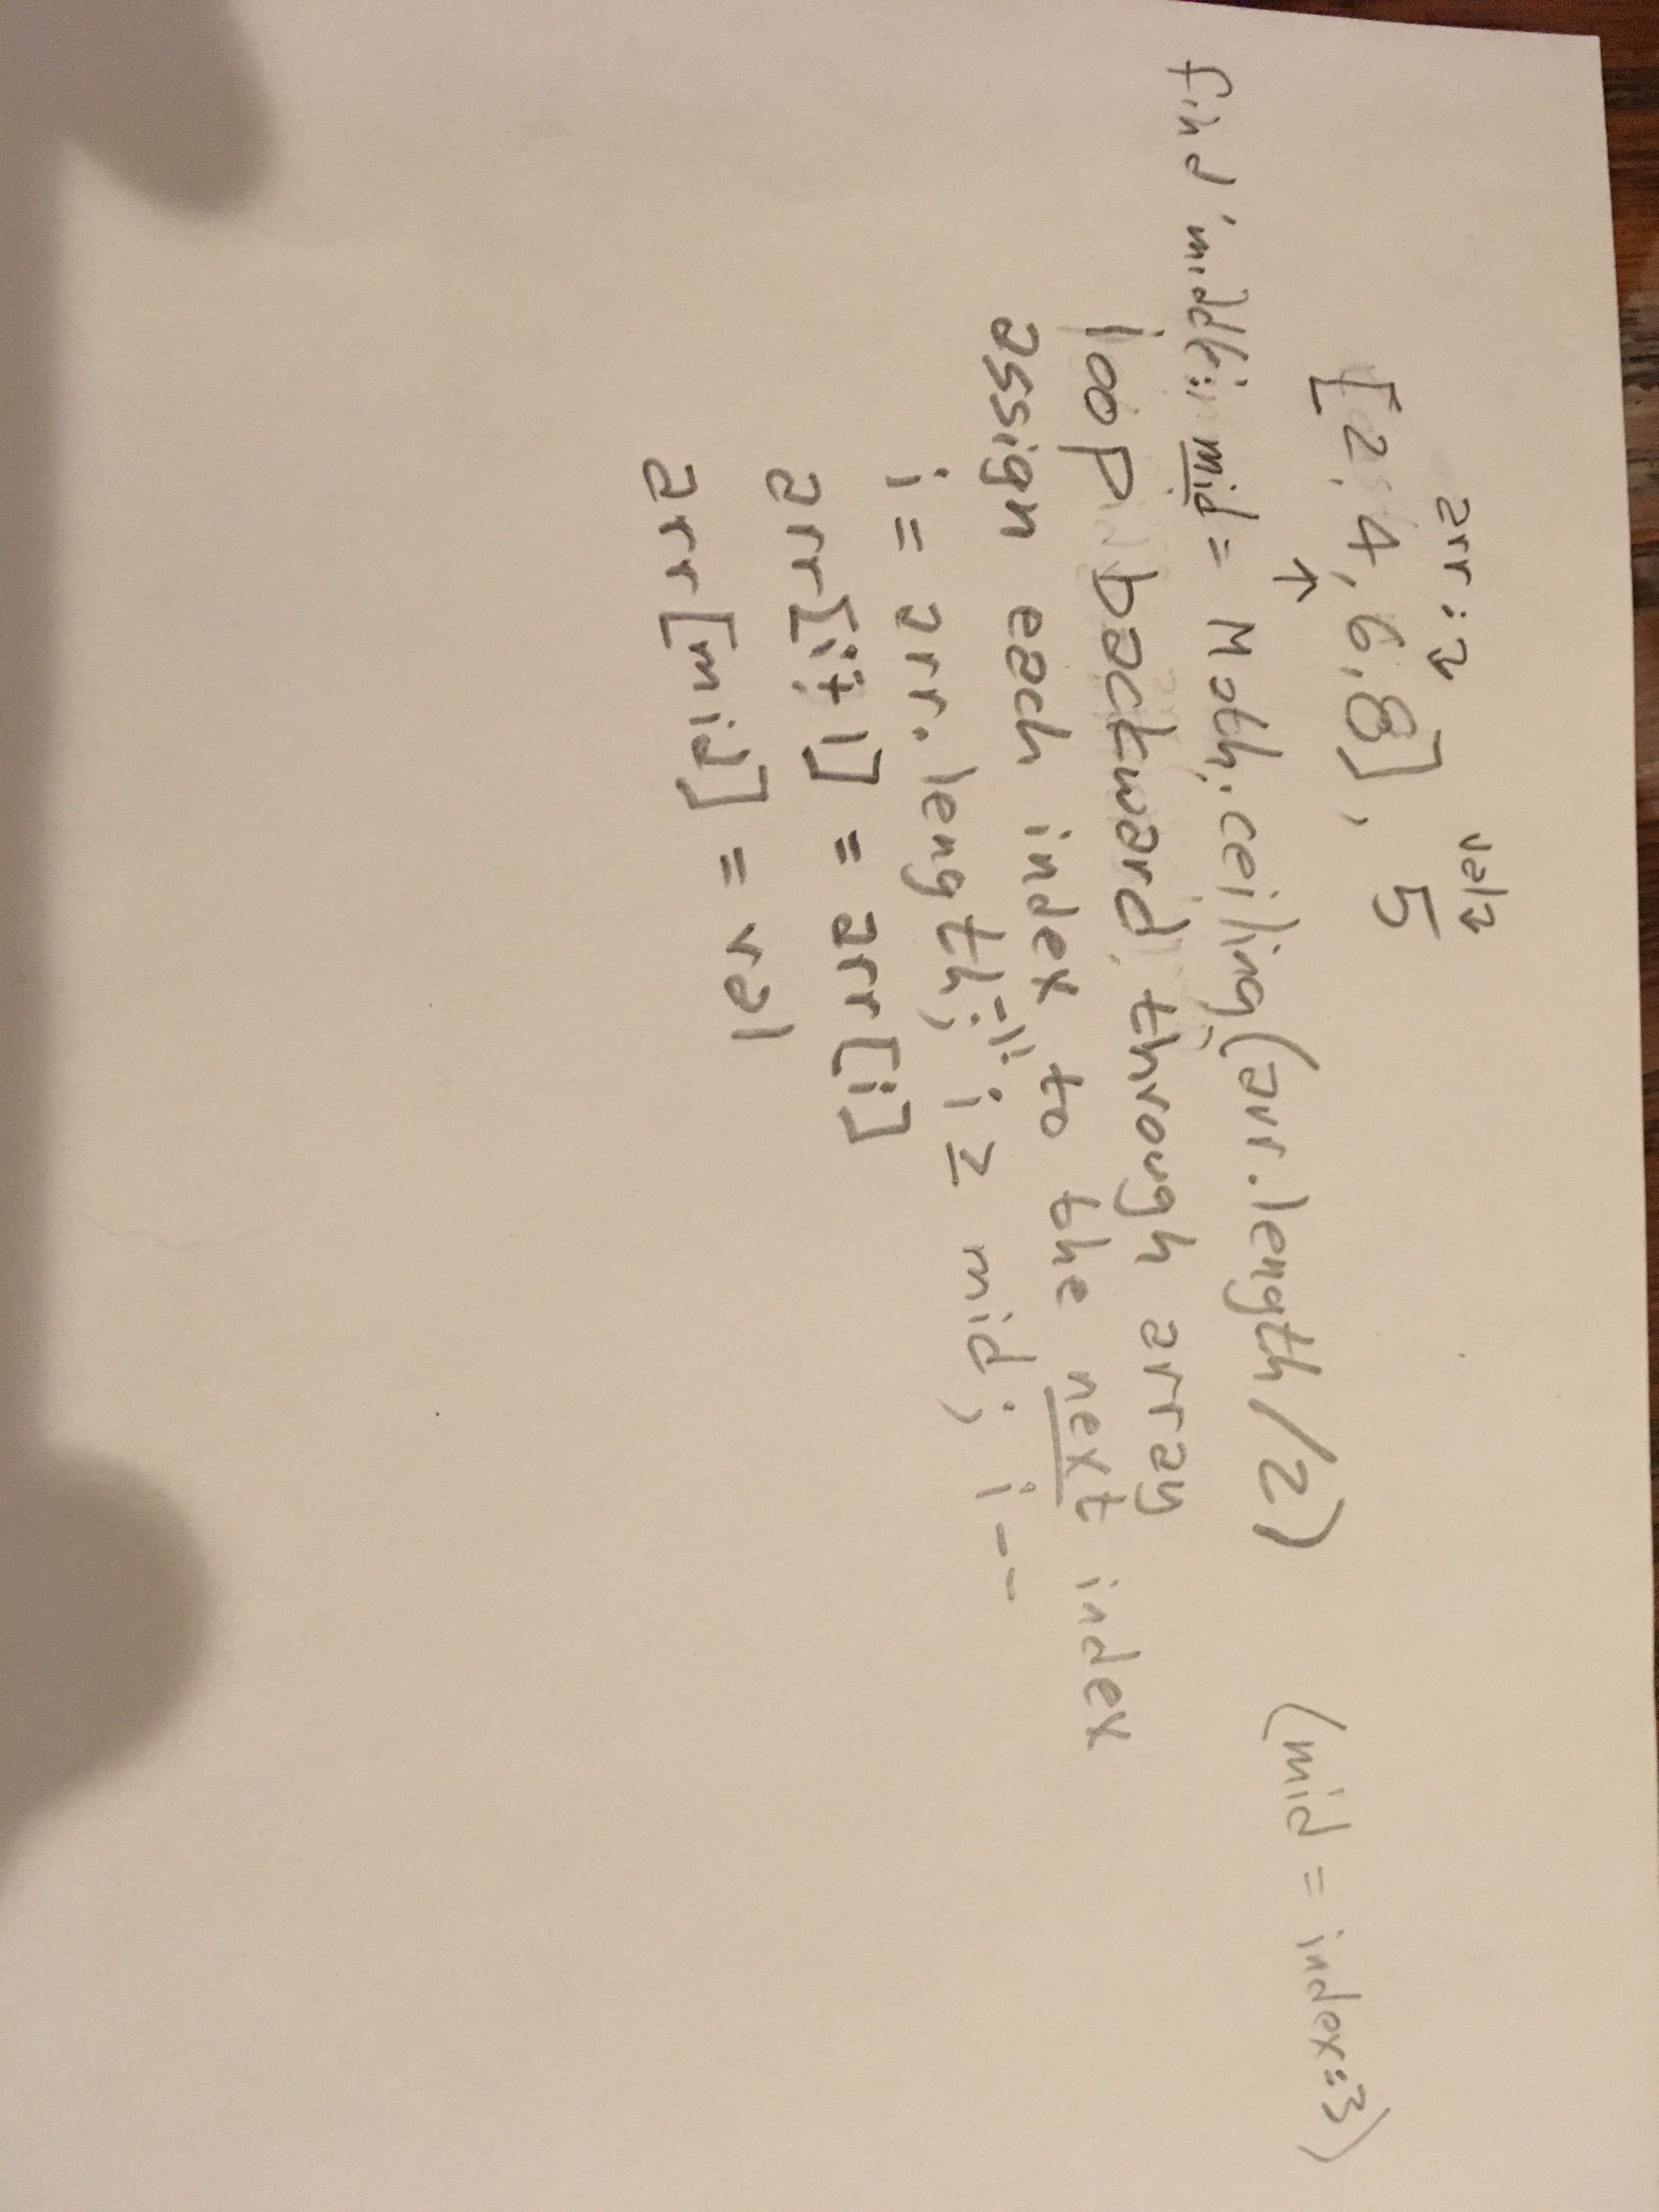 arr: ↴ val ↴
[2, 4, 6, 8], 5
↑
find middle: mid = Math.ceiling(arr.length/2) (mid = index:3)
loop backward through array
assign each index to the next index
i = arr.length-1; i ≥ mid; i--
arr[i+1] = arr[i]
arr[mid] = val